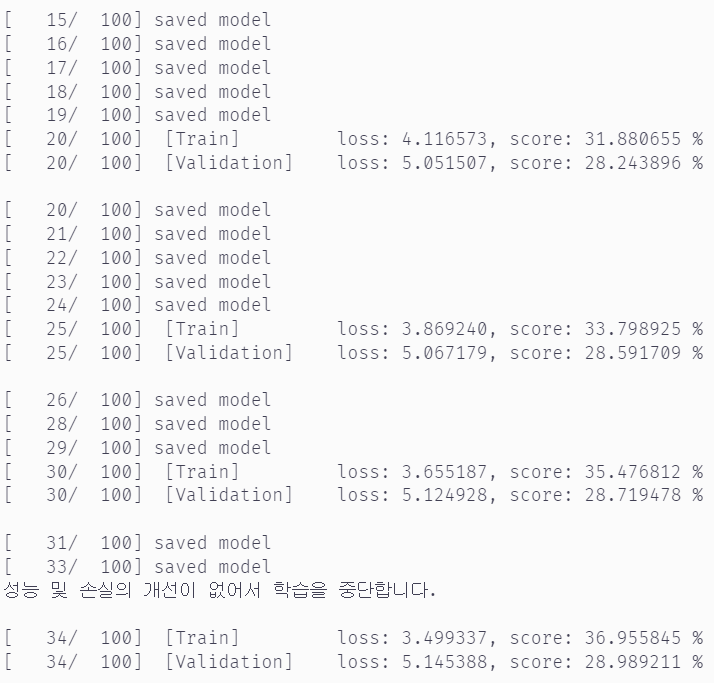 [   15/  100] saved model
[   16/  100] saved model
[   17/  100] saved model
[   18/  100] saved model
[   19/  100] saved model
[   20/  100]  [Train]         loss: 4.116573, score: 31.880655 %
[   20/  100]  [Validation]    loss: 5.051507, score: 28.243896 %
[   20/  100] saved model
[   21/  100] saved model
[   22/  100] saved model
[   23/  100] saved model
[   24/  100] saved model
[   25/  100]  [Train]         loss: 3.869240, score: 33.798925 %
[   25/  100]  [Validation]    loss: 5.067179, score: 28.591709 %
[   26/  100] saved model
[   28/  100] saved model
[   29/  100] saved model
[   30/  100]  [Train]         loss: 3.655187, score: 35.476812 %
[   30/  100]  [Validation]    loss: 5.124928, score: 28.719478 %
[   31/  100] saved model
[   33/  100] saved model
성능 및 손실의 개선이 없어서 학습을 중단합니다.
[   34/  100]  [Train]         loss: 3.499337, score: 36.955845 %
[   34/  100]  [Validation]    loss: 5.145388, score: 28.989211 %